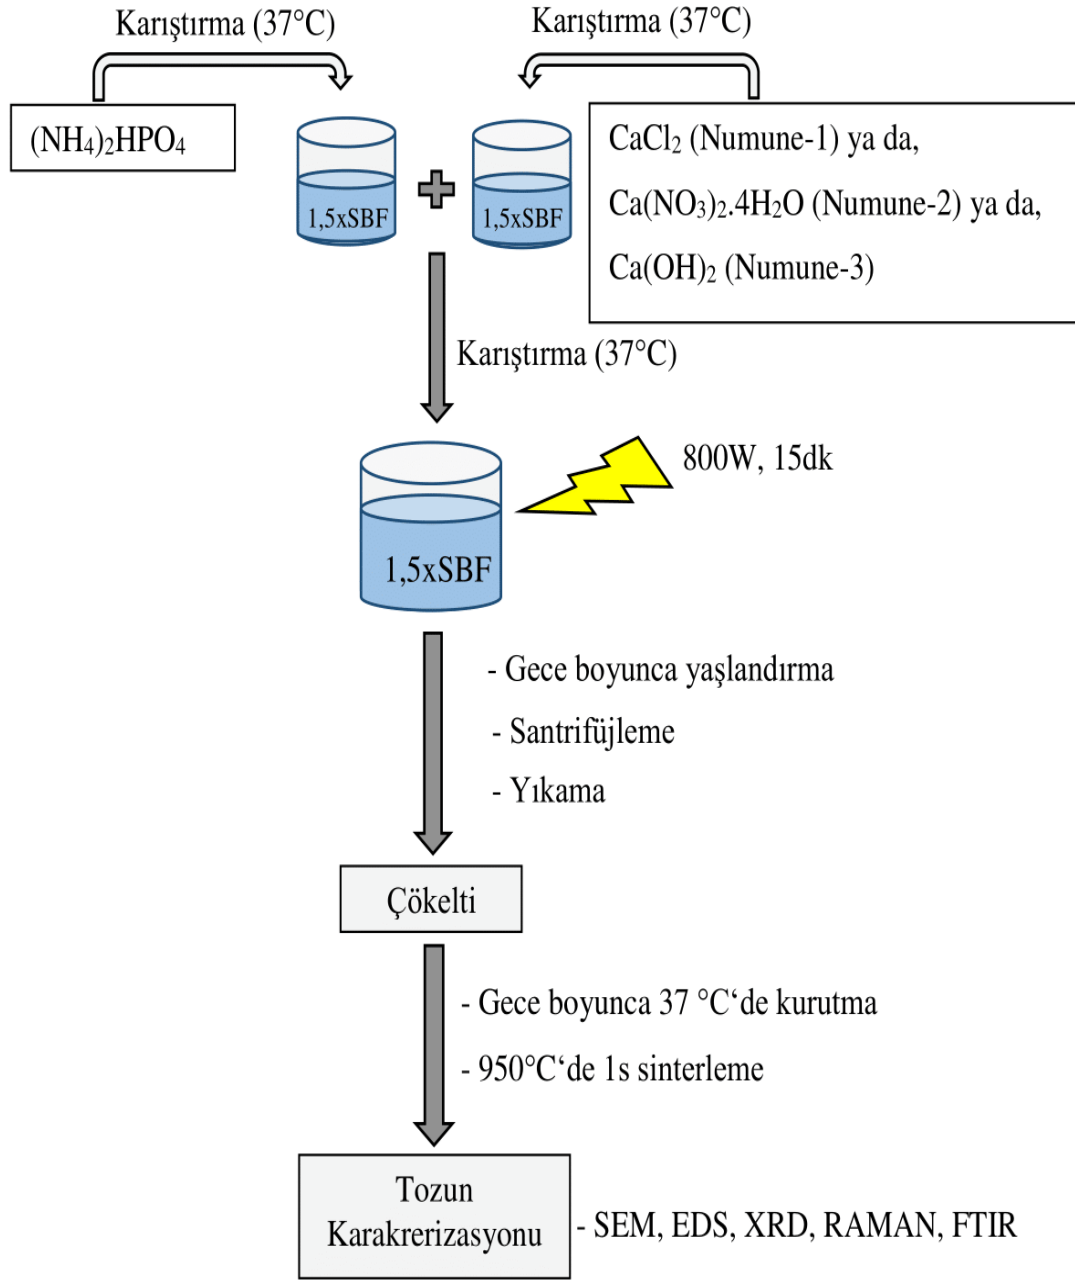 Karıştırma (37°C)
Karıştırma (37°C)
(NH₄)₂HPO₄
CaCl₂ (Numune-1) ya da,
Ca(NO₃)₂.4H₂O (Numune-2) ya da,
Ca(OH)₂ (Numune-3)
1,5xSBF
1,5xSBF
Karıştırma (37°C)
800W, 15dk
1,5xSBF
- Gece boyunca yaşlandırma
- Santrifüjleme
- Yıkama
Çökelti
- Gece boyunca 37 °C‘de kurutma
- 950°C‘de 1s sinterleme
Tozun
Karakrerizasyonu
- SEM, EDS, XRD, RAMAN, FTIR